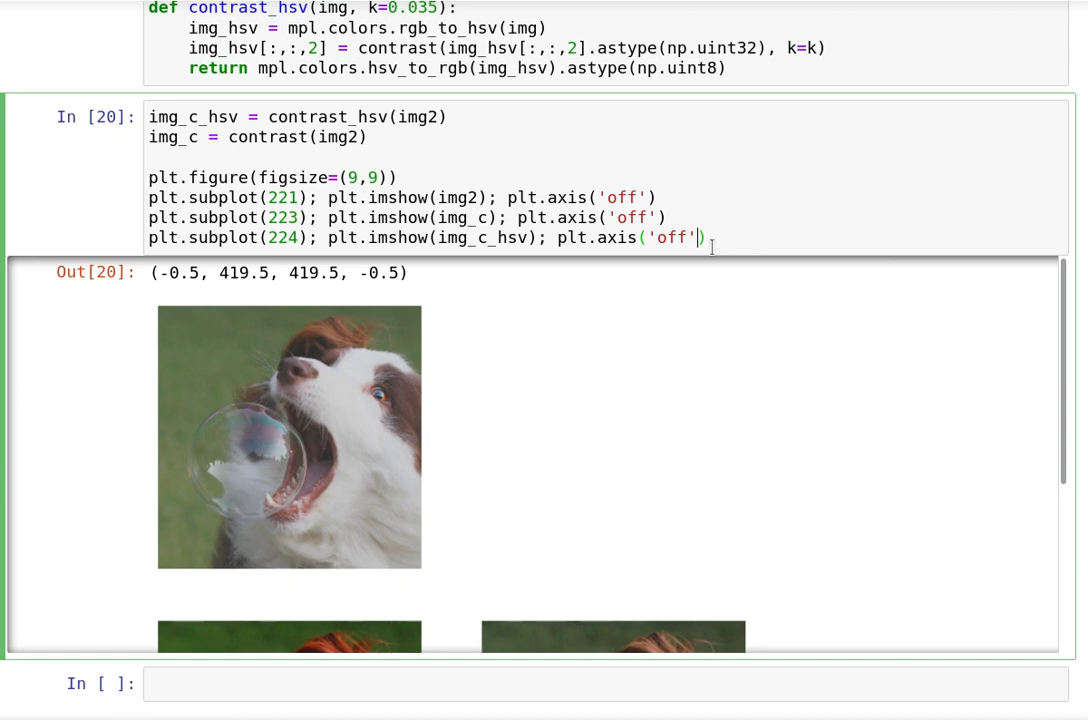 def contrast_hsv(img, k=0.035):
    img_hsv = mpl.colors.rgb_to_hsv(img)
    img_hsv[:,:,2] = contrast(img_hsv[:,:,2].astype(np.uint32), k=k)
    return mpl.colors.hsv_to_rgb(img_hsv).astype(np.uint8)
In [20]: img_c_hsv = contrast_hsv(img2)
img_c = contrast(img2)
plt.figure(figsize=(9,9))
plt.subplot(221); plt.imshow(img2); plt.axis('off')
plt.subplot(223); plt.imshow(img_c); plt.axis('off')
plt.subplot(224); plt.imshow(img_c_hsv); plt.axis('off')
Out[20]: (-0.5, 419.5, 419.5, -0.5)
In [ ]: